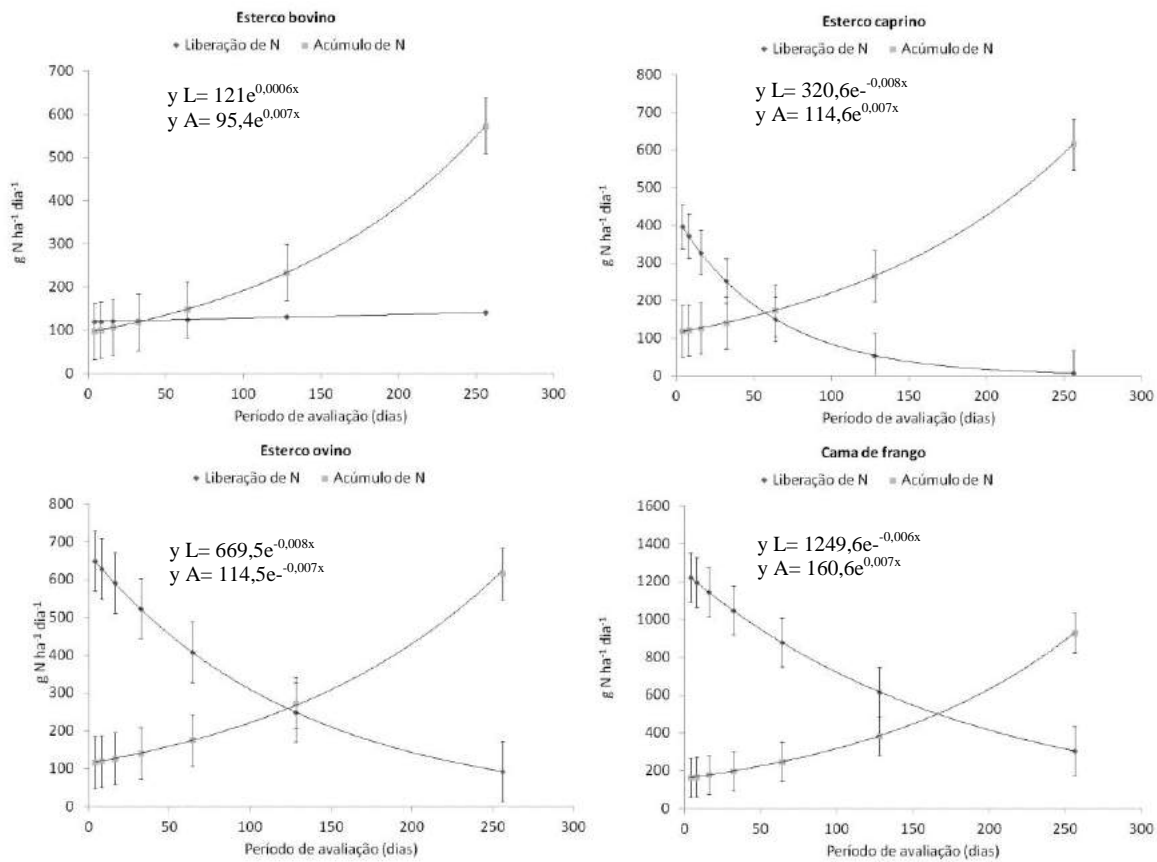 Esterco bovino
Liberação de N Acúmulo de N
y L= 121e^0,0006x
y A= 95,4e^0,007x
g N ha⁻¹ dia⁻¹
700
600
500
400
300
200
100
0
0 50 100 150 200 250 300
Período de avaliação (dias)
Esterco caprino
Liberação de N Acúmulo de N
y L= 320,6e-^-0,008x
y A= 114,6e^0,007x
g N ha⁻¹ dia⁻¹
800
700
600
500
400
300
200
100
0
0 50 100 150 200 250 300
Período de avaliação (dias)
Esterco ovino
Liberação de N Acúmulo de N
y L= 669,5e^-0,008x
y A= 114,5e-^-0,007x
g N ha⁻¹ dia⁻¹
800
700
600
500
400
300
200
100
0
0 50 100 150 200 250 300
Período de avaliação (dias)
Cama de frango
Liberação de N Acúmulo de N
y L= 1249,6e-^-0,006x
y A= 160,6e^0,007x
g N ha⁻¹ dia⁻¹
1600
1400
1200
1000
800
600
400
200
0
0 50 100 150 200 250 300
Período de avaliação (dias)